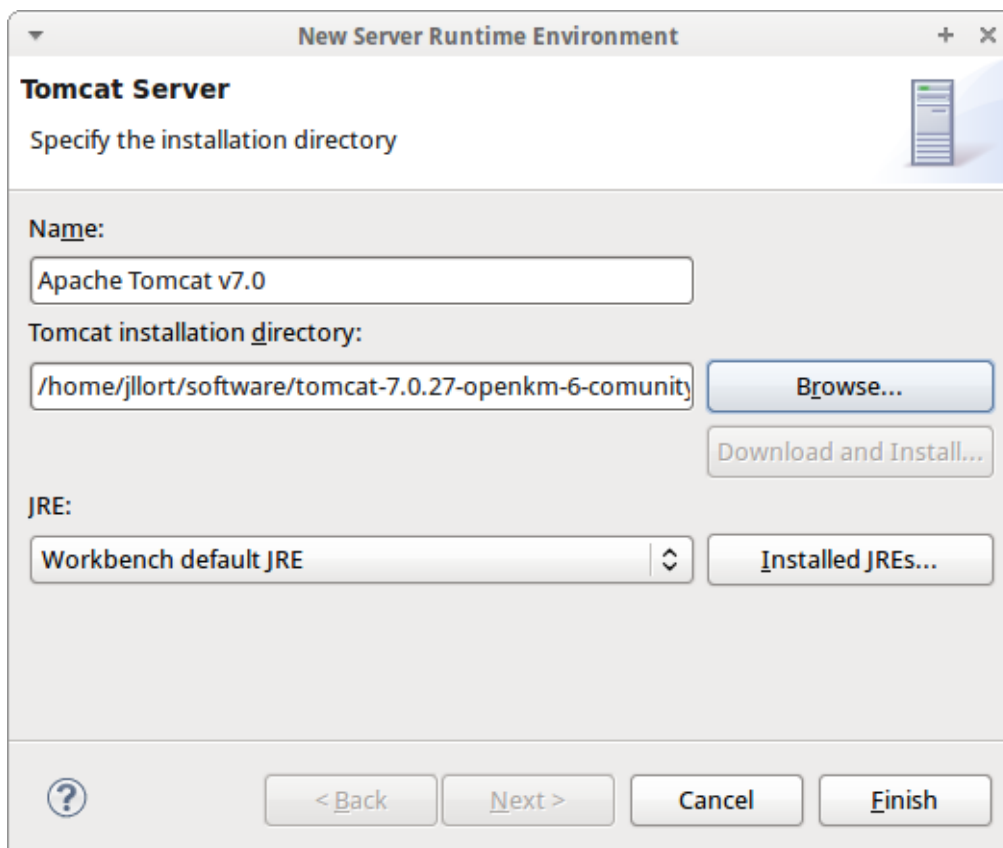 New Server Runtime Environment
Tomcat Server
Specify the installation directory
Name:
Apache Tomcat v7.0
Tomcat installation directory:
/home/jllort/software/tomcat-7.0.27-openkm-6-comunity
Browse...
Download and Install...
JRE:
Workbench default JRE
Installed JREs...
< Back
Next >
Cancel
Finish